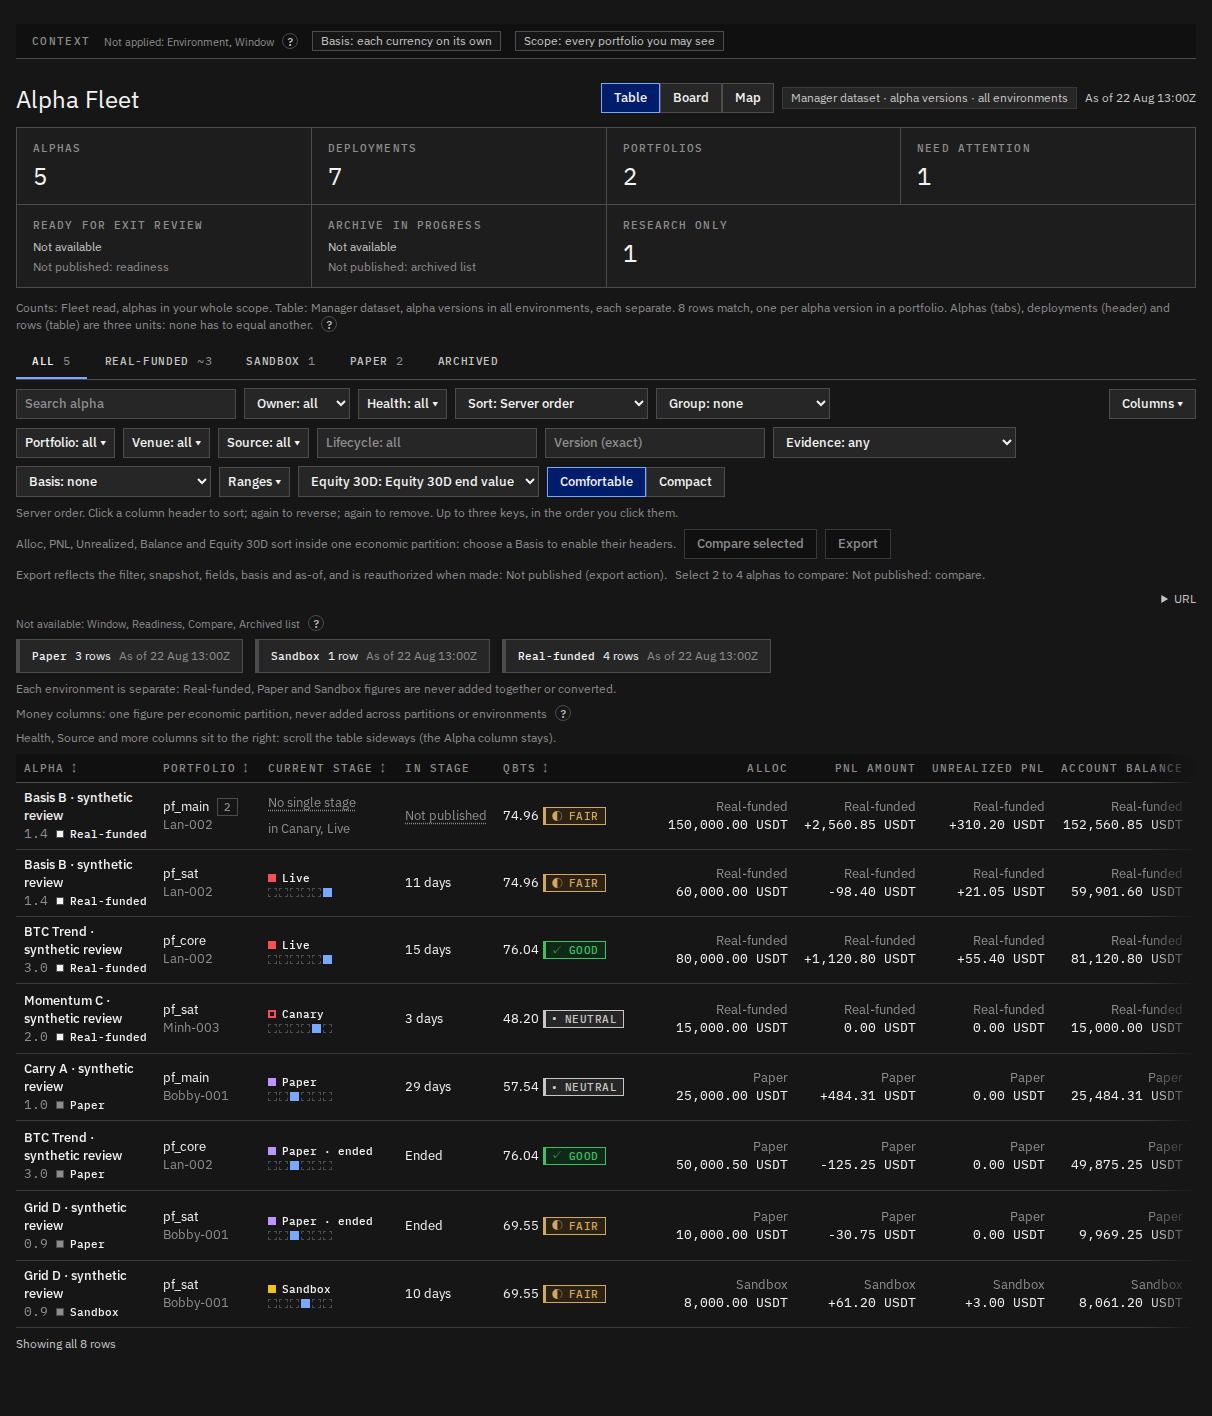 CONTEXT Not applied: Environment, Window ? Basis: each currency on its own Scope: every portfolio you may see
Alpha Fleet Table Board Map Manager dataset · alpha versions · all environments As of 22 Aug 13:00Z
ALPHAS DEPLOYMENTS PORTFOLIOS NEED ATTENTION
5 7 2 1
READY FOR EXIT REVIEW ARCHIVE IN PROGRESS RESEARCH ONLY
Not available Not available 1
Not published: readiness Not published: archived list
Counts: Fleet read, alphas in your whole scope. Table: Manager dataset, alpha versions in all environments, each separate. 8 rows match, one per alpha version in a portfolio. Alphas (tabs), deployments (header) and
rows (table) are three units: none has to equal another. ?
ALL 5 REAL-FUNDED ~3 SANDBOX 1 PAPER 2 ARCHIVED
Search alpha Owner: all Health: all ▾ Sort: Server order Group: none Columns ▾
Portfolio: all ▾ Venue: all ▾ Source: all ▾ Lifecycle: all Version (exact) Evidence: any
Basis: none Ranges ▾ Equity 30D: Equity 30D end value Comfortable Compact
Server order. Click a column header to sort; again to reverse; again to remove. Up to three keys, in the order you click them.
Alloc, PNL, Unrealized, Balance and Equity 30D sort inside one economic partition: choose a Basis to enable their headers. Compare selected Export
Export reflects the filter, snapshot, fields, basis and as-of, and is reauthorized when made: Not published (export action). Select 2 to 4 alphas to compare: Not published: compare.
▶ URL
Not available: Window, Readiness, Compare, Archived list ?
Paper 3 rows As of 22 Aug 13:00Z Sandbox 1 row As of 22 Aug 13:00Z Real-funded 4 rows As of 22 Aug 13:00Z
Each environment is separate: Real-funded, Paper and Sandbox figures are never added together or converted.
Money columns: one figure per economic partition, never added across partitions or environments ?
Health, Source and more columns sit to the right: scroll the table sideways (the Alpha column stays).
ALPHA ↕ PORTFOLIO ↕ CURRENT STAGE ↕ IN STAGE QBTS ↕ ALLOC PNL AMOUNT UNREALIZED PNL ACCOUNT BALANCE
Basis B · synthetic No single stage Real-funded Real-funded Real-funded Real-funded
review pf_main 2 Not published 74.96 FAIR
1.4 Real-funded Lan-002 in Canary, Live 150,000.00 USDT +2,560.85 USDT +310.20 USDT 152,560.85 USDT
Basis B · synthetic pf_sat Live Real-funded Real-funded Real-funded Real-funded
review Lan-002 11 days 74.96 FAIR 60,000.00 USDT -98.40 USDT +21.05 USDT 59,901.60 USDT
1.4 Real-funded
BTC Trend · pf_core Live Real-funded Real-funded Real-funded Real-funded
synthetic review Lan-002 15 days 76.04 ✓ GOOD 80,000.00 USDT +1,120.80 USDT +55.40 USDT 81,120.80 USDT
3.0 Real-funded
Momentum C · pf_sat Canary Real-funded Real-funded Real-funded Real-funded
synthetic review Minh-003 3 days 48.20 • NEUTRAL 15,000.00 USDT 0.00 USDT 0.00 USDT 15,000.00 USDT
2.0 Real-funded
Carry A · synthetic pf_main Paper Paper Paper Paper Paper
review Bobby-001 29 days 57.54 • NEUTRAL 25,000.00 USDT +484.31 USDT 0.00 USDT 25,484.31 USDT
1.0 Paper
BTC Trend · pf_core Paper · ended Paper Paper Paper Paper
synthetic review Lan-002 Ended 76.04 ✓ GOOD 50,000.50 USDT -125.25 USDT 0.00 USDT 49,875.25 USDT
3.0 Paper
Grid D · synthetic pf_sat Paper · ended Paper Paper Paper Paper
review Bobby-001 Ended 69.55 FAIR 10,000.00 USDT -30.75 USDT 0.00 USDT 9,969.25 USDT
0.9 Paper
Grid D · synthetic pf_sat Sandbox Sandbox Sandbox Sandbox Sandbox
review Bobby-001 10 days 69.55 FAIR 8,000.00 USDT +61.20 USDT +3.00 USDT 8,061.20 USDT
0.9 Sandbox
Showing all 8 rows